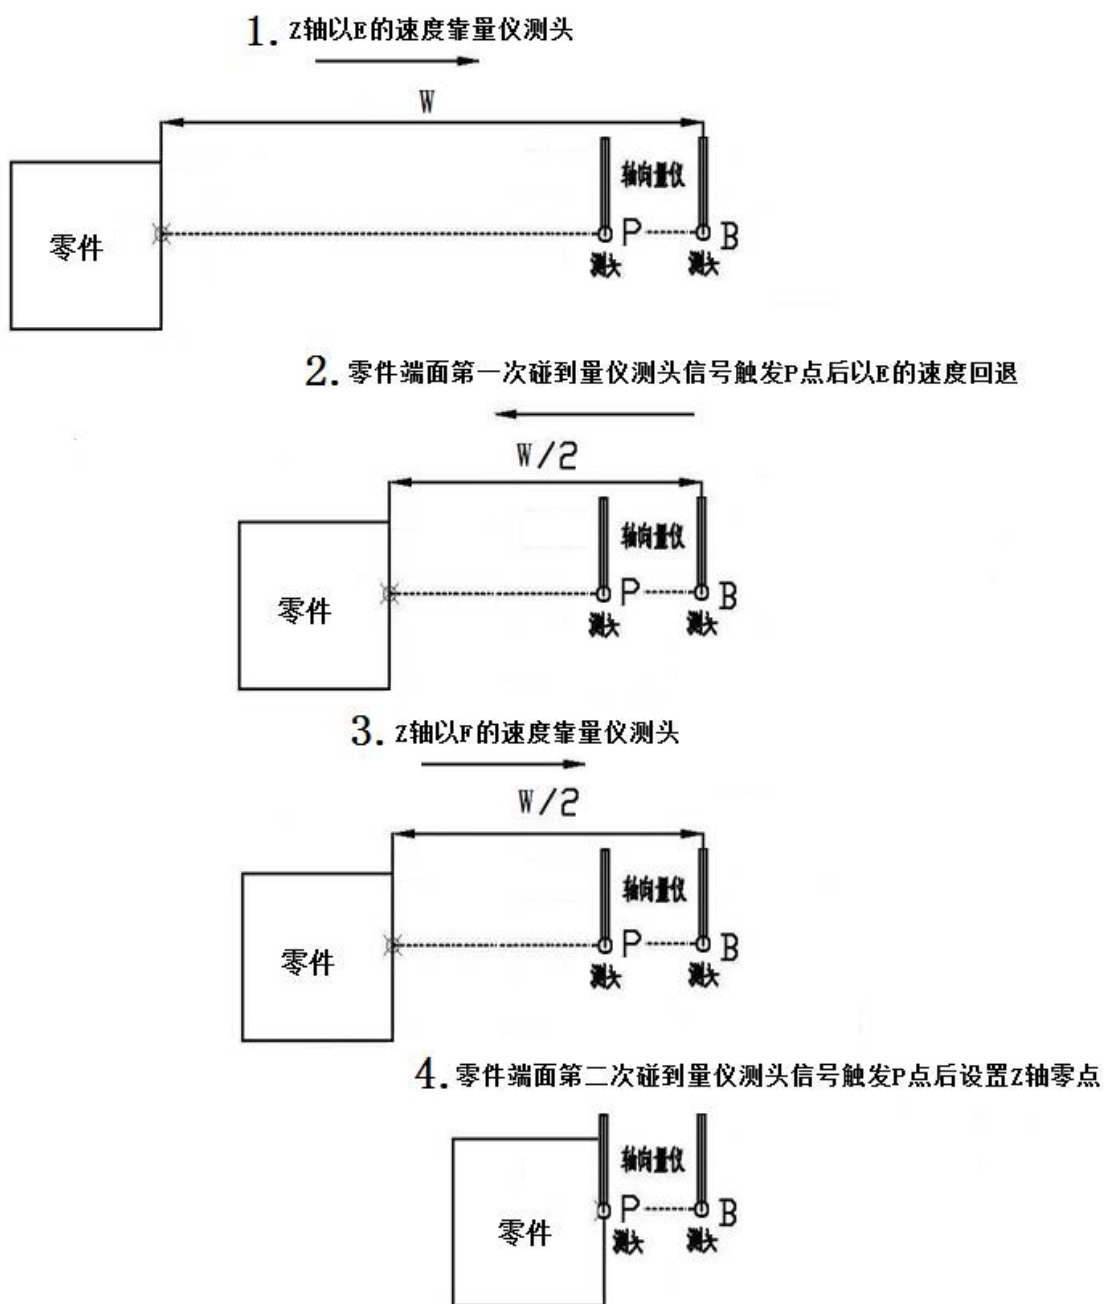 1. Z轴以E的速度靠量仪测头
W
轴向量仪
零件
P
B
测头
测头
2. 零件端面第一次碰到量仪测头信号触发P点后以E的速度回退
W/2
轴向量仪
零件
P
B
测头
测头
3. Z轴以F的速度靠量仪测头
W/2
轴向量仪
零件
P
B
测头
测头
4. 零件端面第二次碰到量仪测头信号触发P点后设置Z轴零点
轴向量仪
零件
P
B
测头
测头